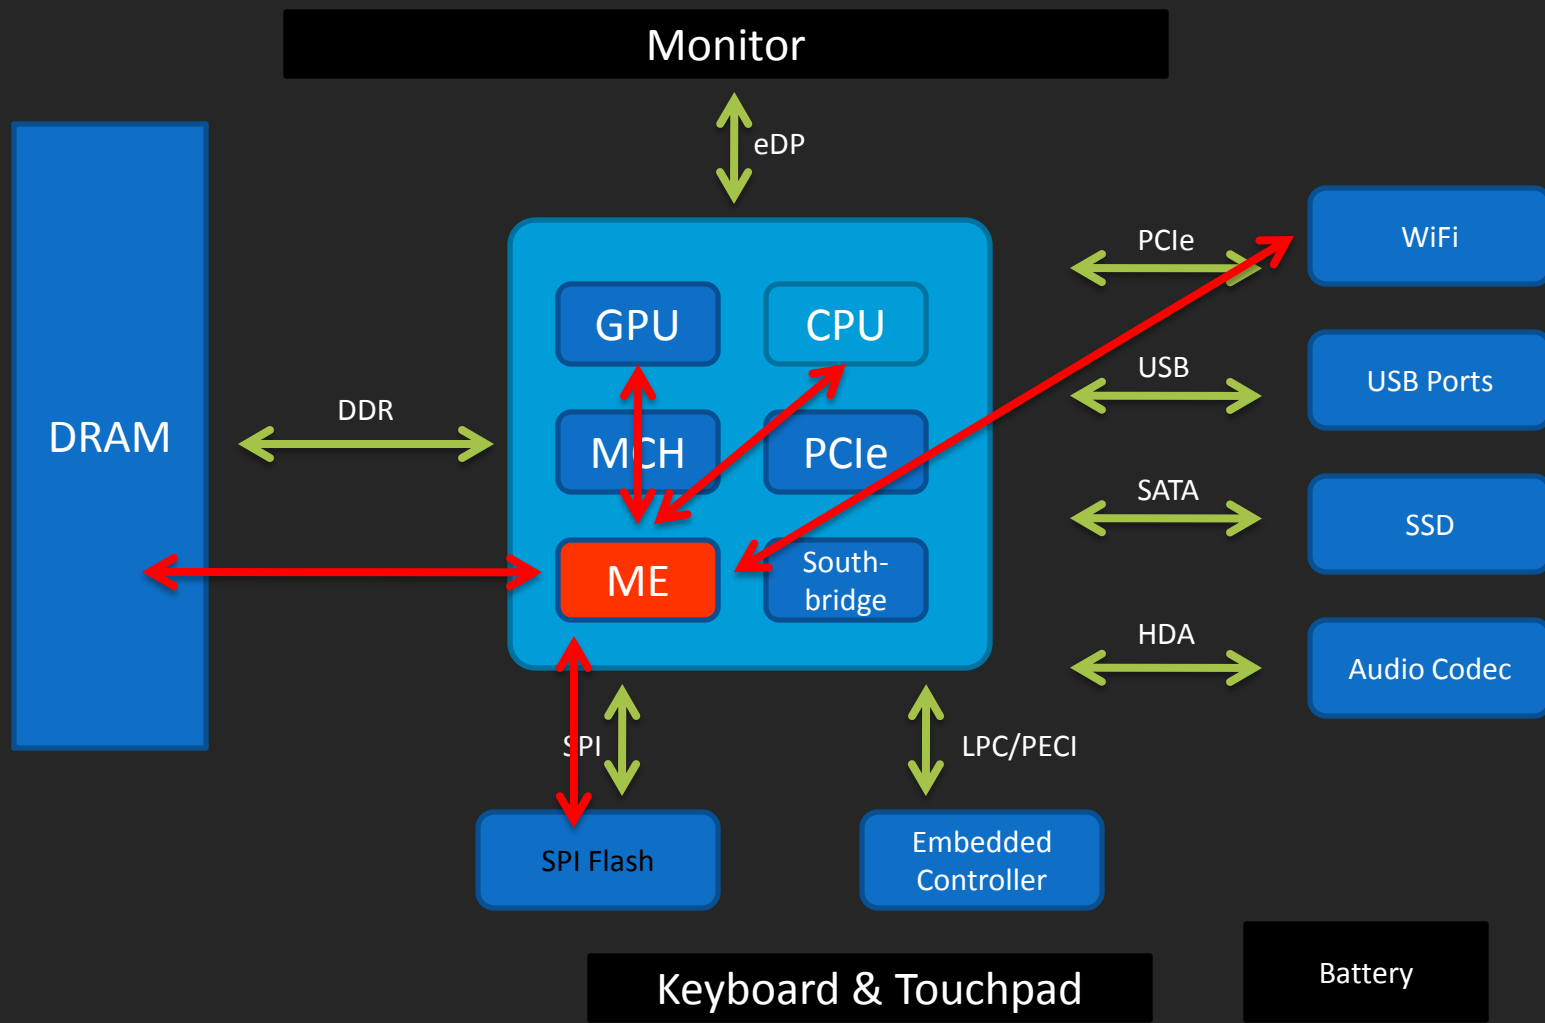 Monitor
eDP
PCIe
WiFi
GPU
CPU
USB
USB Ports
DDR
DRAM
MCH
PCIe
SATA
SSD
ME
South-
bridge
HDA
Audio Codec
SPI
LPC/PECI
SPI Flash
Embedded
Controller
Keyboard & Touchpad
Battery